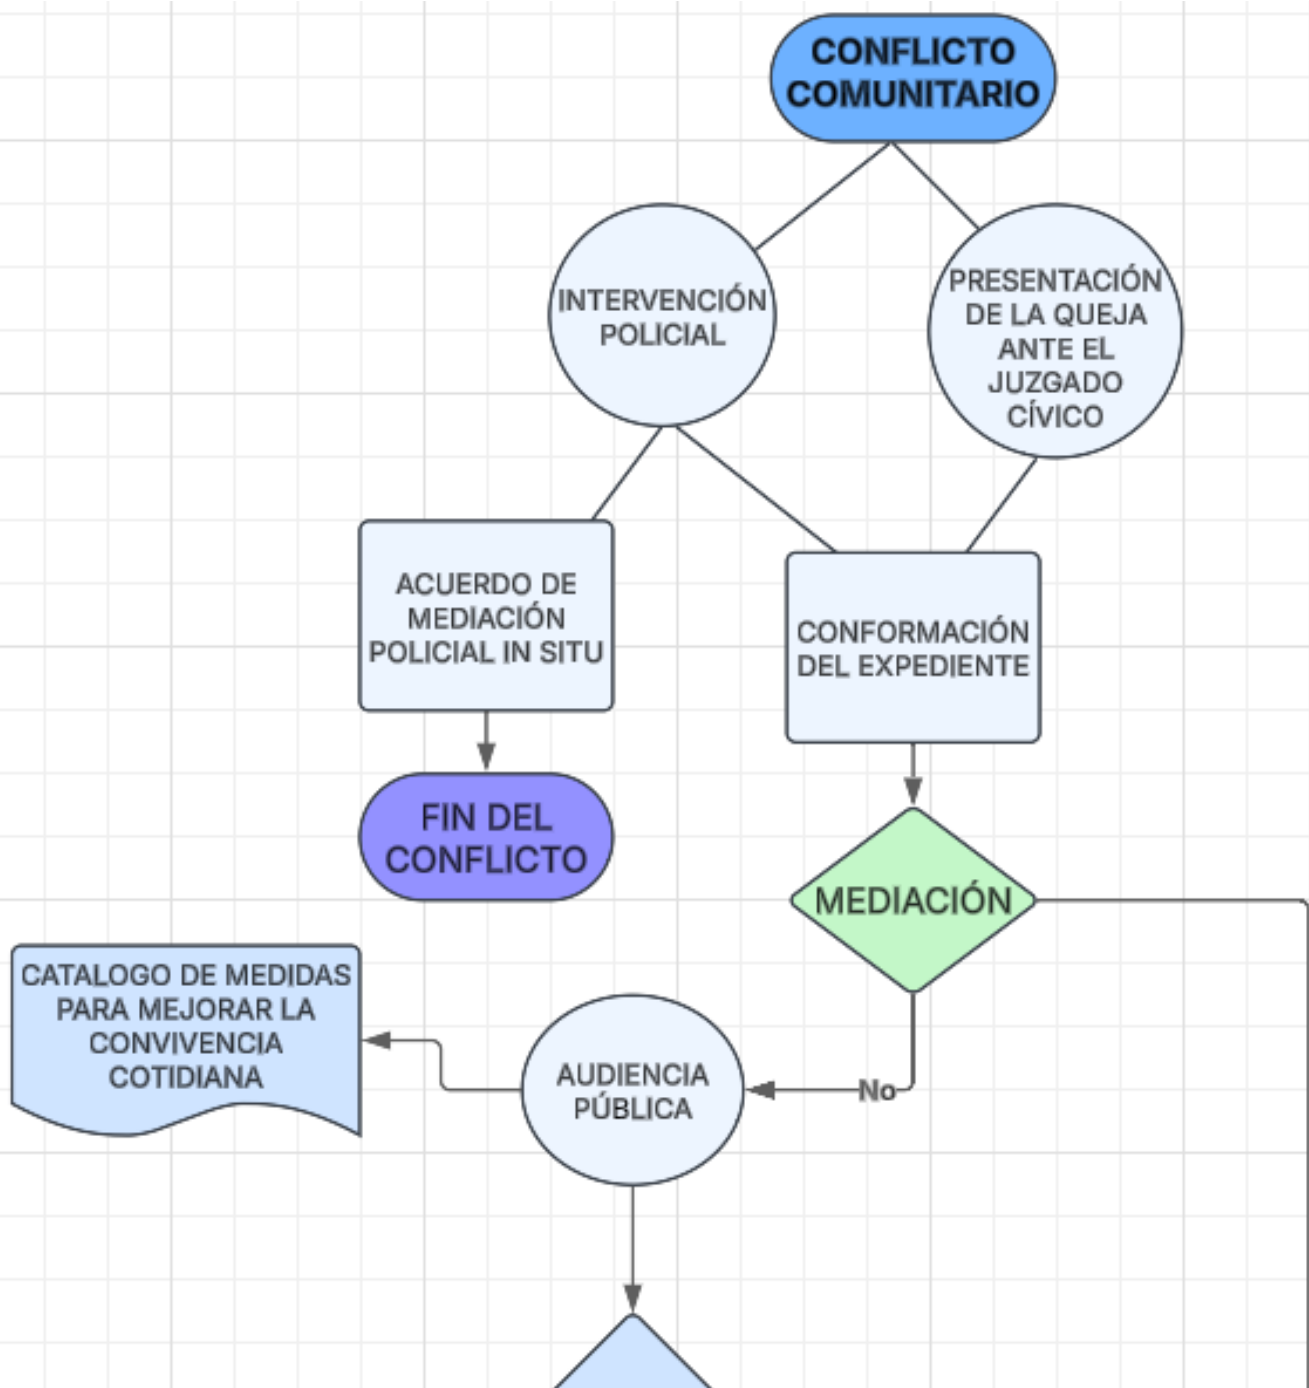 CONFLICTO
COMUNITARIO
INTERVENCIÓN
POLICIAL
PRESENTACIÓN
DE LA QUEJA
ANTE EL
JUZGADO
CÍVICO
ACUERDO DE
MEDIACIÓN
POLICIAL IN SITU
CONFORMACIÓN
DEL EXPEDIENTE
FIN DEL
CONFLICTO
MEDIACIÓN
CATALOGO DE MEDIDAS
PARA MEJORAR LA
CONVIVENCIA
COTIDIANA
AUDIENCIA
PÚBLICA
No